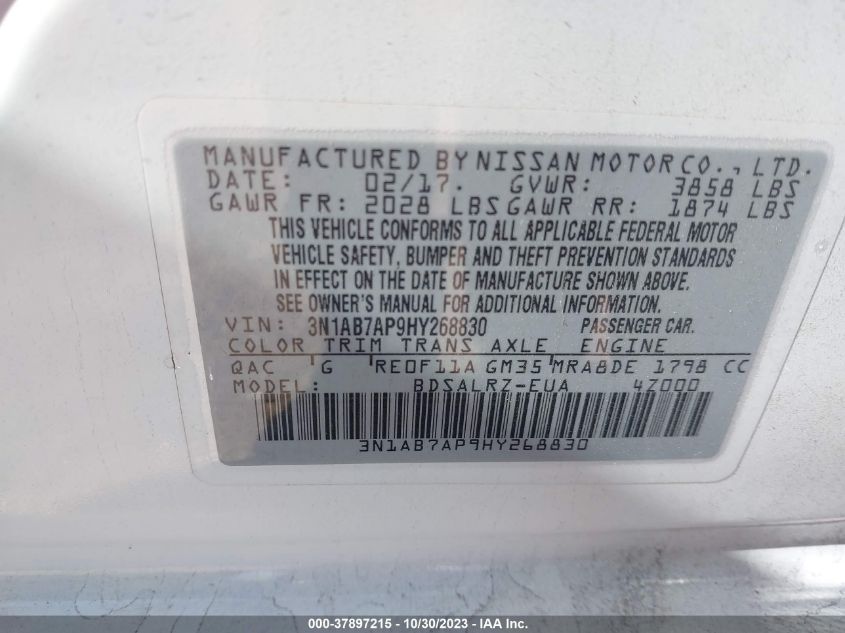 MANUFACTURED BY NISSAN MOTOR CO., LTD.
DATE: 02/17. GVWR: 3858 LBS
GAWR FR: 2028 LBS GAWR RR: 1874 LBS
THIS VEHICLE CONFORMS TO ALL APPLICABLE FEDERAL MOTOR
VEHICLE SAFETY, BUMPER AND THEFT PREVENTION STANDARDS
IN EFFECT ON THE DATE OF MANUFACTURE SHOWN ABOVE.
SEE OWNER'S MANUAL FOR ADDITIONAL INFORMATION.
VIN: 3N1AB7AP9HY268830 PASSENGER CAR.
COLOR TRIM TRANS AXLE ENGINE
QAC G RE0F11A GM35 MRA8DE 1798 CC
MODEL: BDSALRZ-EUA 4Z000
3N1AB7AP9HY268830
000-37897215 - 10/30/2023 - IAA Inc.